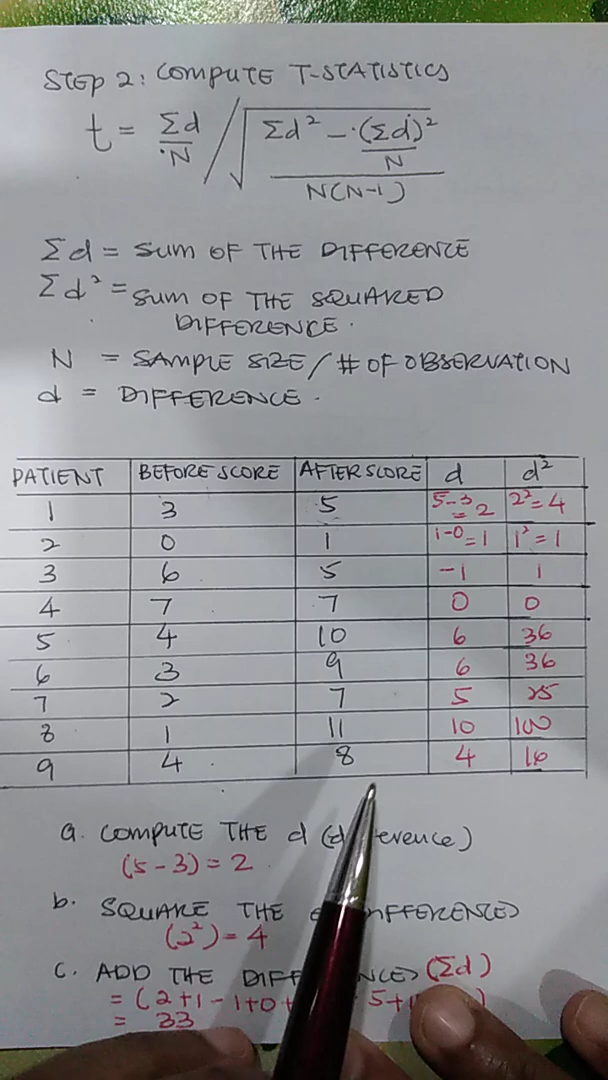 STEP 2: COMPUTE T-STATISTICS
t = Σd/N / √((Σd² - (Σd)²/N) / N(N-1))
Σd = SUM OF THE DIFFERENCE
Σd² = SUM OF THE SQUARED
DIFFERENCE.
N = SAMPLE SIZE / # OF OBSERVATION
d = DIFFERENCE.
PATIENT BEFORE SCORE AFTER SCORE d d²
1 3 5 5-3=2 2²=4
2 0 1 1-0=1 1²=1
3 6 5 -1 1
4 7 7 0 0
5 4 10 6 36
6 3 9 6 36
7 2 7 5 25
8 1 11 10 100
9 4 8 4 16
a. COMPUTE THE d (d erence)
(5-3) = 2
b. SQUARE THE
(2²) = 4
C. ADD THE (Σd)
= (2+1-1+0+ 5+ )
= 33